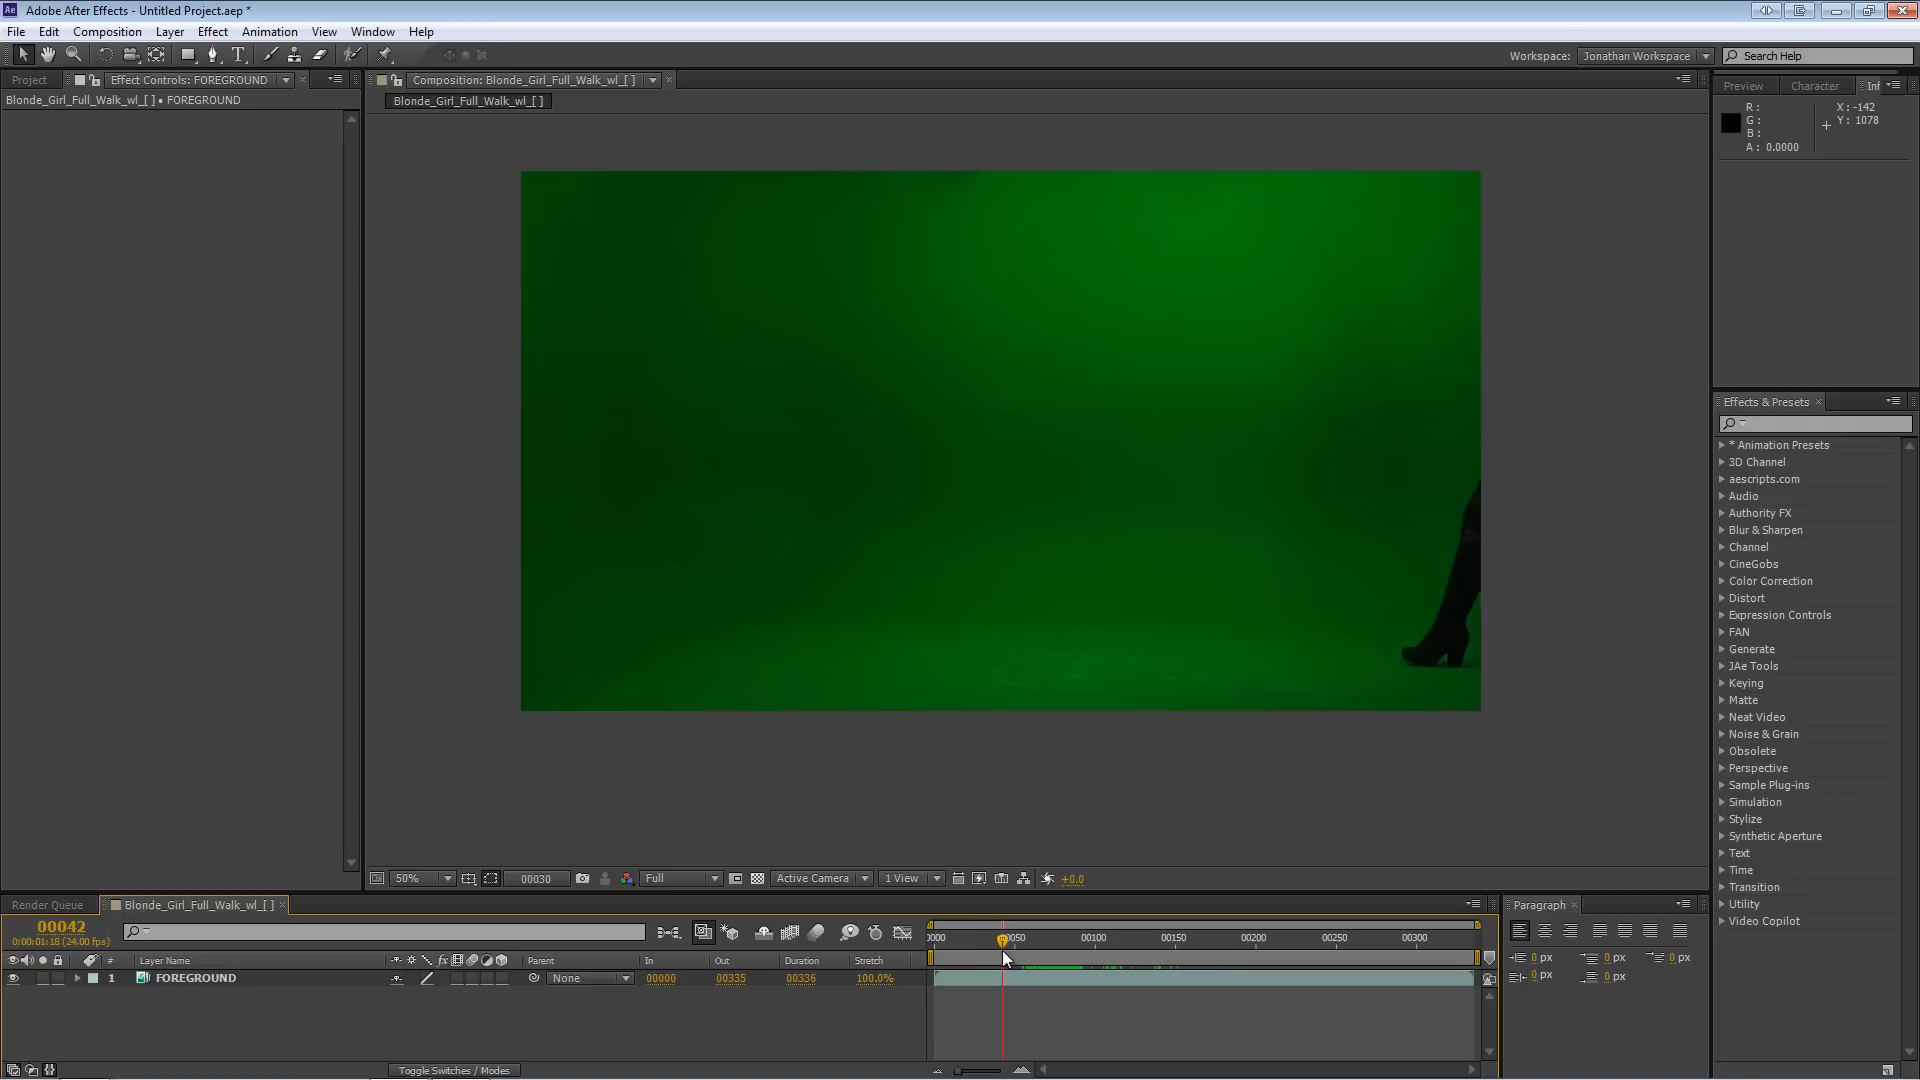 Ae Adobe After Effects - Untitled Project.aep *
File Edit Composition Layer Effect Animation View Window Help
T Workspace: Jonathan Workspace Search Help
Project Effect Controls: FOREGROUND Composition: Blonde_Girl_Full_Walk_wl_[ ]
Blonde_Girl_Full_Walk_wl_[ ] • FOREGROUND
Blonde_Girl_Full_Walk_wl_[ ]
Preview Character Inf
R :
G :
B :
A : 0.0000
X : -142
Y : 1078
Effects & Presets
* Animation Presets
3D Channel
aescripts.com
Audio
Authority FX
Blur & Sharpen
Channel
CineGobs
Color Correction
Distort
Expression Controls
FAN
Generate
JAe Tools
Keying
Matte
Neat Video
Noise & Grain
Obsolete
Perspective
Sample Plug-ins
Simulation
Stylize
Synthetic Aperture
Text
Time
Transition
Utility
Video Copilot
50% 00030 Full Active Camera 1 View +0.0
Render Queue Blonde_Girl_Full_Walk_wl_[ ]
00042
0:00:01:18 (24.00 fps)
0000 0050 00100 00150 00200 00250 00300
# Layer Name fx Parent In Out Duration Stretch
1 FOREGROUND None 00000 00335 00336 100.0%
Toggle Switches / Modes
Paragraph
0 px 0 px 0 px
0 px 0 px